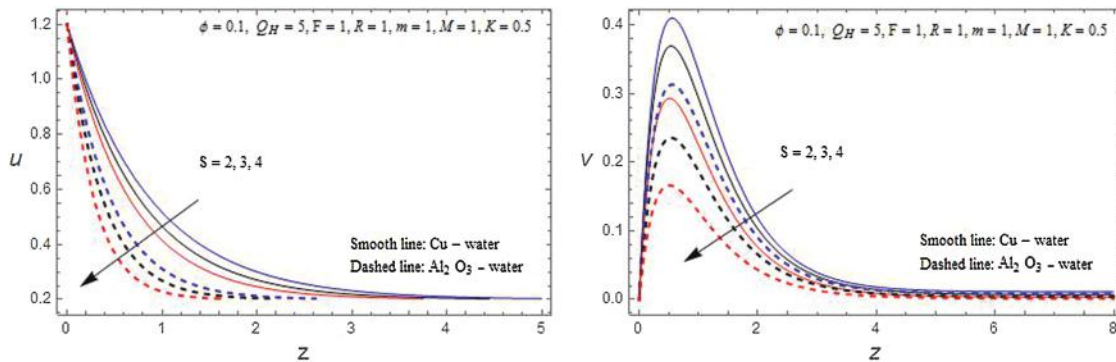 ϕ = 0.1, Q_H = 5, F = 1, R = 1, m = 1, M = 1, K = 0.5
1.2
1.0
0.8
0.6
0.4
0.2
u
S = 2, 3, 4
Smooth line: Cu – water
Dashed line: Al₂ O₃ – water
0 1 2 3 4 5
z
ϕ = 0.1, Q_H = 5, F = 1, R = 1, m = 1, M = 1, K = 0.5
0.4
0.3
0.2
0.1
0.0
v
S = 2, 3, 4
Smooth line: Cu – water
Dashed line: Al₂ O₃ – water
0 2 4 6 8
z